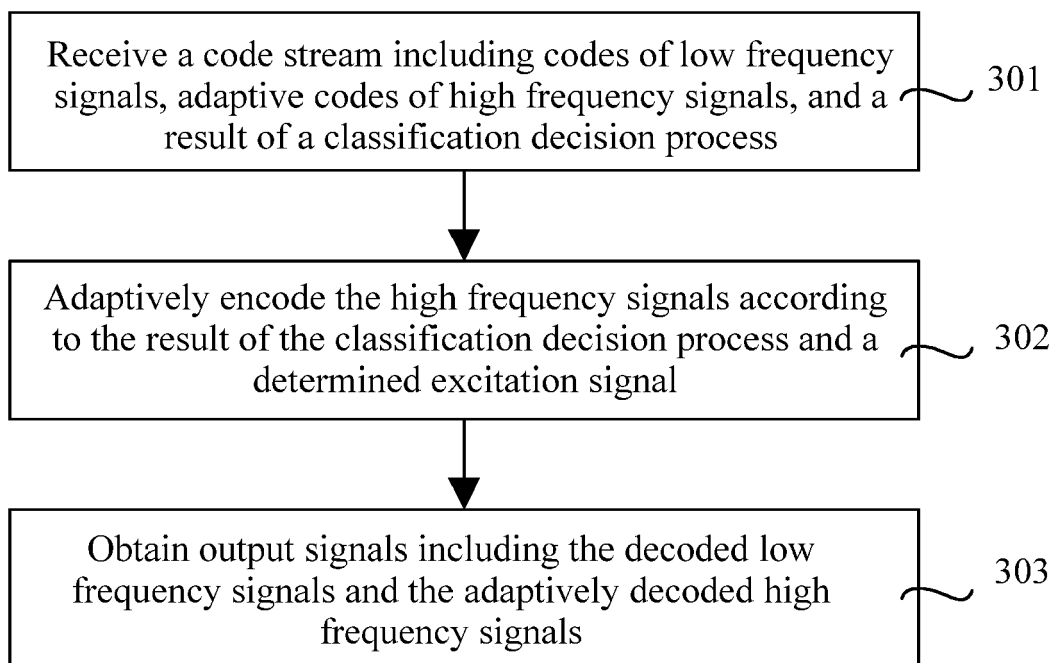 Receive a code stream including codes of low frequency
signals, adaptive codes of high frequency signals, and a
result of a classification decision process
301
Adaptively encode the high frequency signals according
to the result of the classification decision process and a
determined excitation signal
302
Obtain output signals including the decoded low
frequency signals and the adaptively decoded high
frequency signals
303